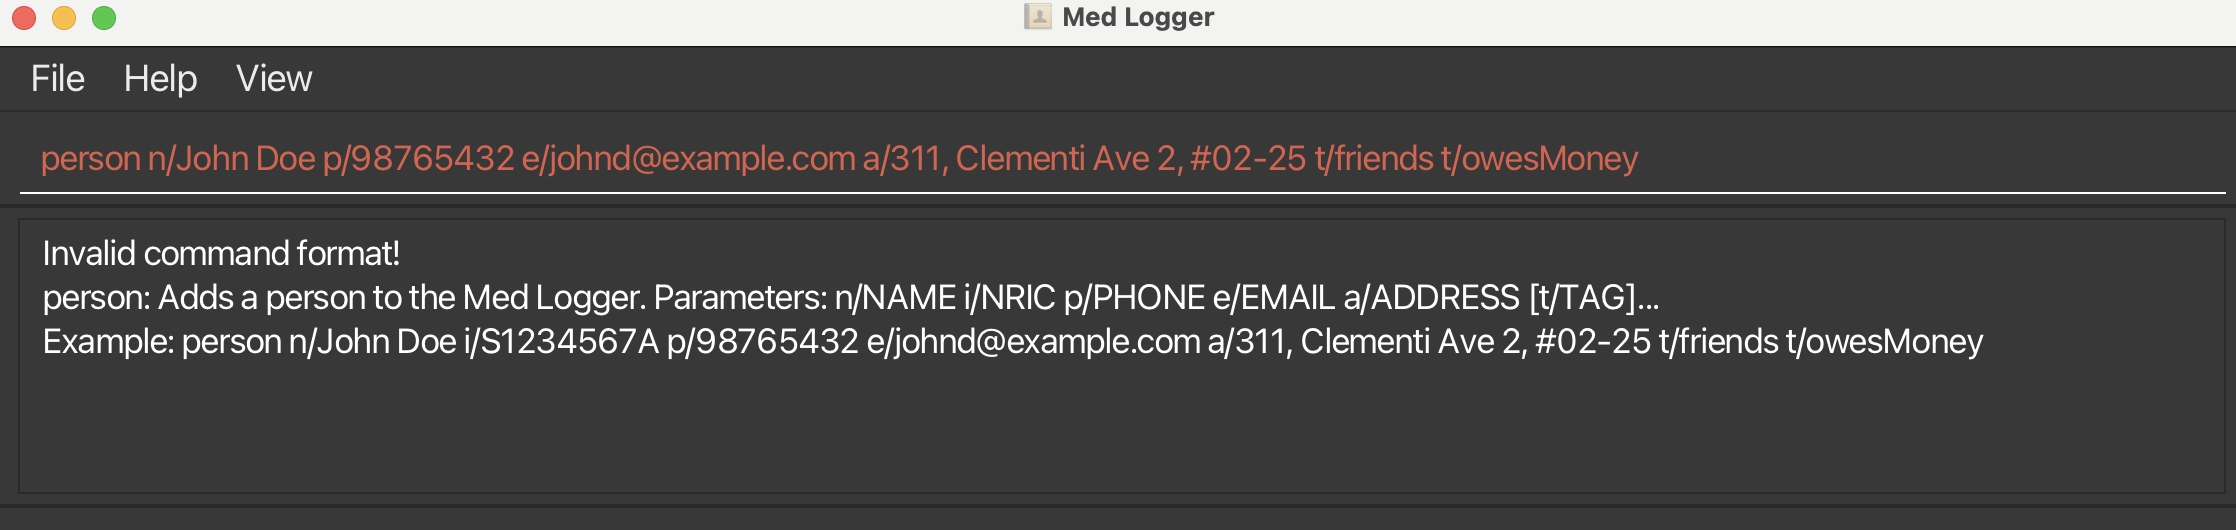 Med Logger
File Help View
person n/John Doe p/98765432 e/johnd@example.com a/311, Clementi Ave 2, #02-25 t/friends t/owesMoney
Invalid command format!
person: Adds a person to the Med Logger. Parameters: n/NAME i/NRIC p/PHONE e/EMAIL a/ADDRESS [t/TAG]...
Example: person n/John Doe i/S1234567A p/98765432 e/johnd@example.com a/311, Clementi Ave 2, #02-25 t/friends t/owesMoney